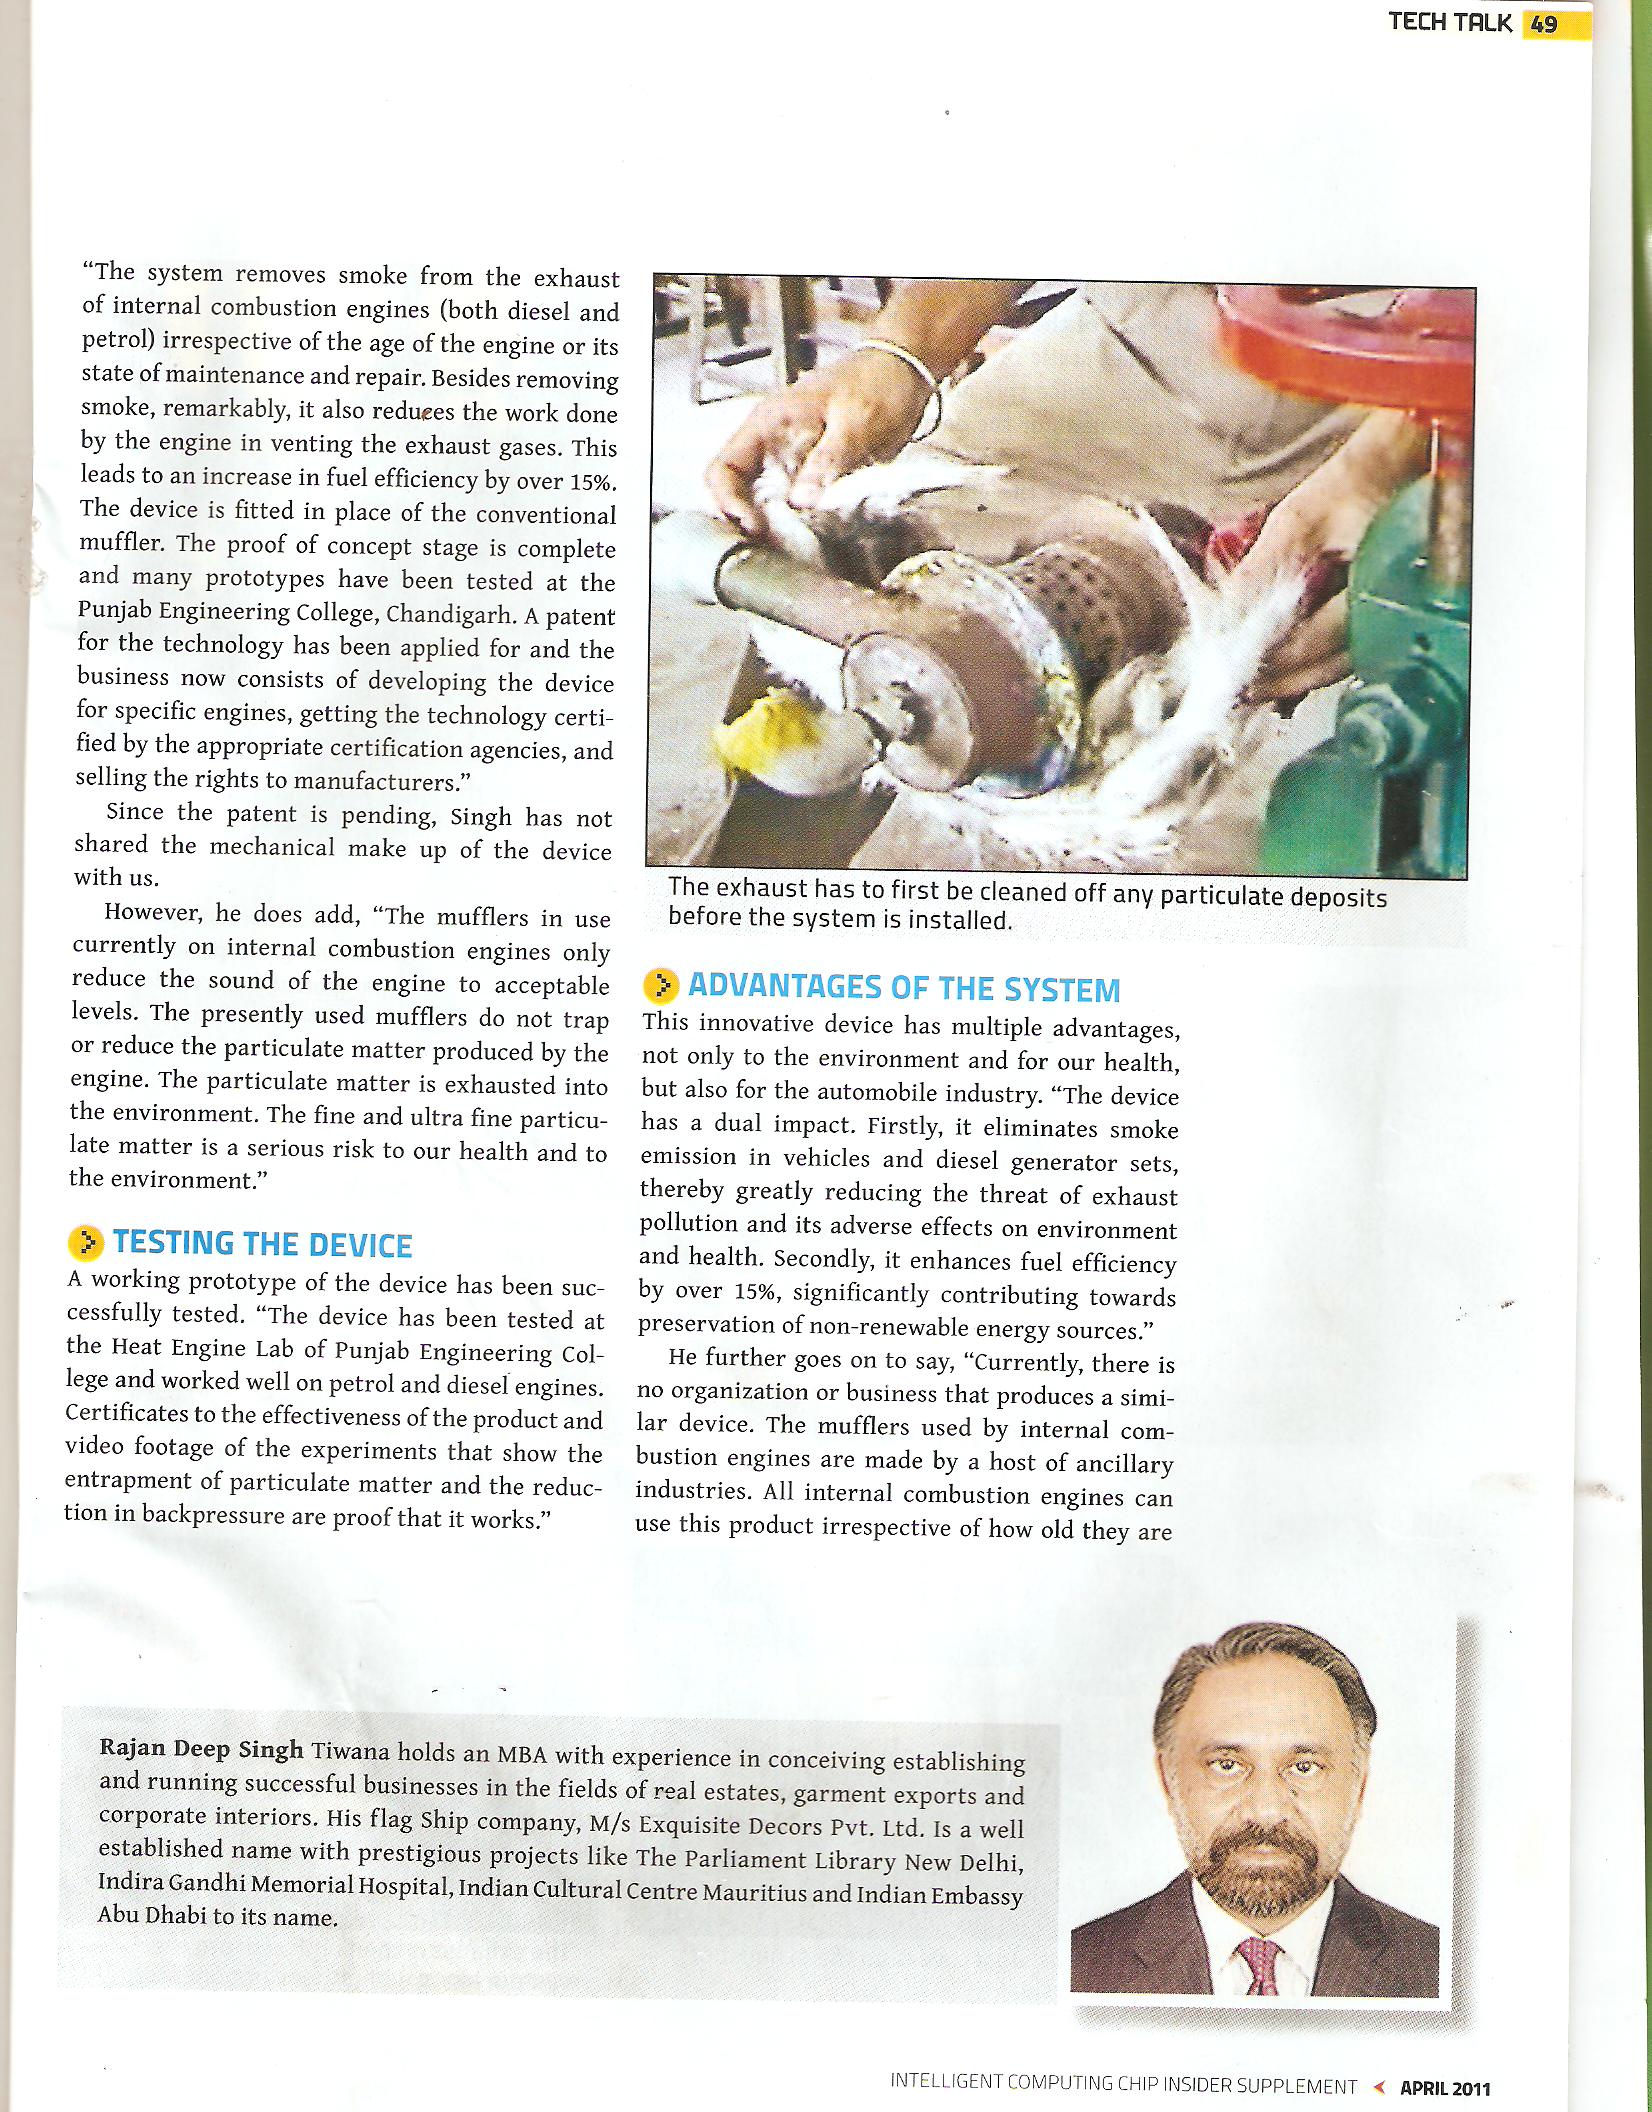 TECH TALK 49
“The system removes smoke from the exhaust
of internal combustion engines (both diesel and
petrol) irrespective of the age of the engine or its
state of maintenance and repair. Besides removing
smoke, remarkably, it also reduces the work done
by the engine in venting the exhaust gases. This
leads to an increase in fuel efficiency by over 15%.
The device is fitted in place of the conventional
muffler. The proof of concept stage is complete
and many prototypes have been tested at the
Punjab Engineering College, Chandigarh. A patent
for the technology has been applied for and the
business now consists of developing the device
for specific engines, getting the technology certi-
fied by the appropriate certification agencies, and
selling the rights to manufacturers.”
Since the patent is pending, Singh has not
shared the mechanical make up of the device
with us.
However, he does add, “The mufflers in use
currently on internal combustion engines only
reduce the sound of the engine to acceptable
levels. The presently used mufflers do not trap
or reduce the particulate matter produced by the
engine. The particulate matter is exhausted into
the environment. The fine and ultra fine particu-
late matter is a serious risk to our health and to
the environment.”
TESTING THE DEVICE
A working prototype of the device has been suc-
cessfully tested. “The device has been tested at
the Heat Engine Lab of Punjab Engineering Col-
lege and worked well on petrol and diesel engines.
Certificates to the effectiveness of the product and
video footage of the experiments that show the
entrapment of particulate matter and the reduc-
tion in backpressure are proof that it works.”
The exhaust has to first be cleaned off any particulate deposits
before the system is installed.
ADVANTAGES OF THE SYSTEM
This innovative device has multiple advantages,
not only to the environment and for our health,
but also for the automobile industry. “The device
has a dual impact. Firstly, it eliminates smoke
emission in vehicles and diesel generator sets,
thereby greatly reducing the threat of exhaust
pollution and its adverse effects on environment
and health. Secondly, it enhances fuel efficiency
by over 15%, significantly contributing towards
preservation of non-renewable energy sources.”
He further goes on to say, “Currently, there is
no organization or business that produces a simi-
lar device. The mufflers used by internal com-
bustion engines are made by a host of ancillary
industries. All internal combustion engines can
use this product irrespective of how old they are
Rajan Deep Singh Tiwana holds an MBA with experience in conceiving establishing
and running successful businesses in the fields of real estates, garment exports and
corporate interiors. His flag Ship company, M/s Exquisite Decors Pvt. Ltd. Is a well
established name with prestigious projects like The Parliament Library New Delhi,
Indira Gandhi Memorial Hospital, Indian Cultural Centre Mauritius and Indian Embassy
Abu Dhabi to its name.
INTELLIGENT COMPUTING CHIP INSIDER SUPPLEMENT APRIL 2011